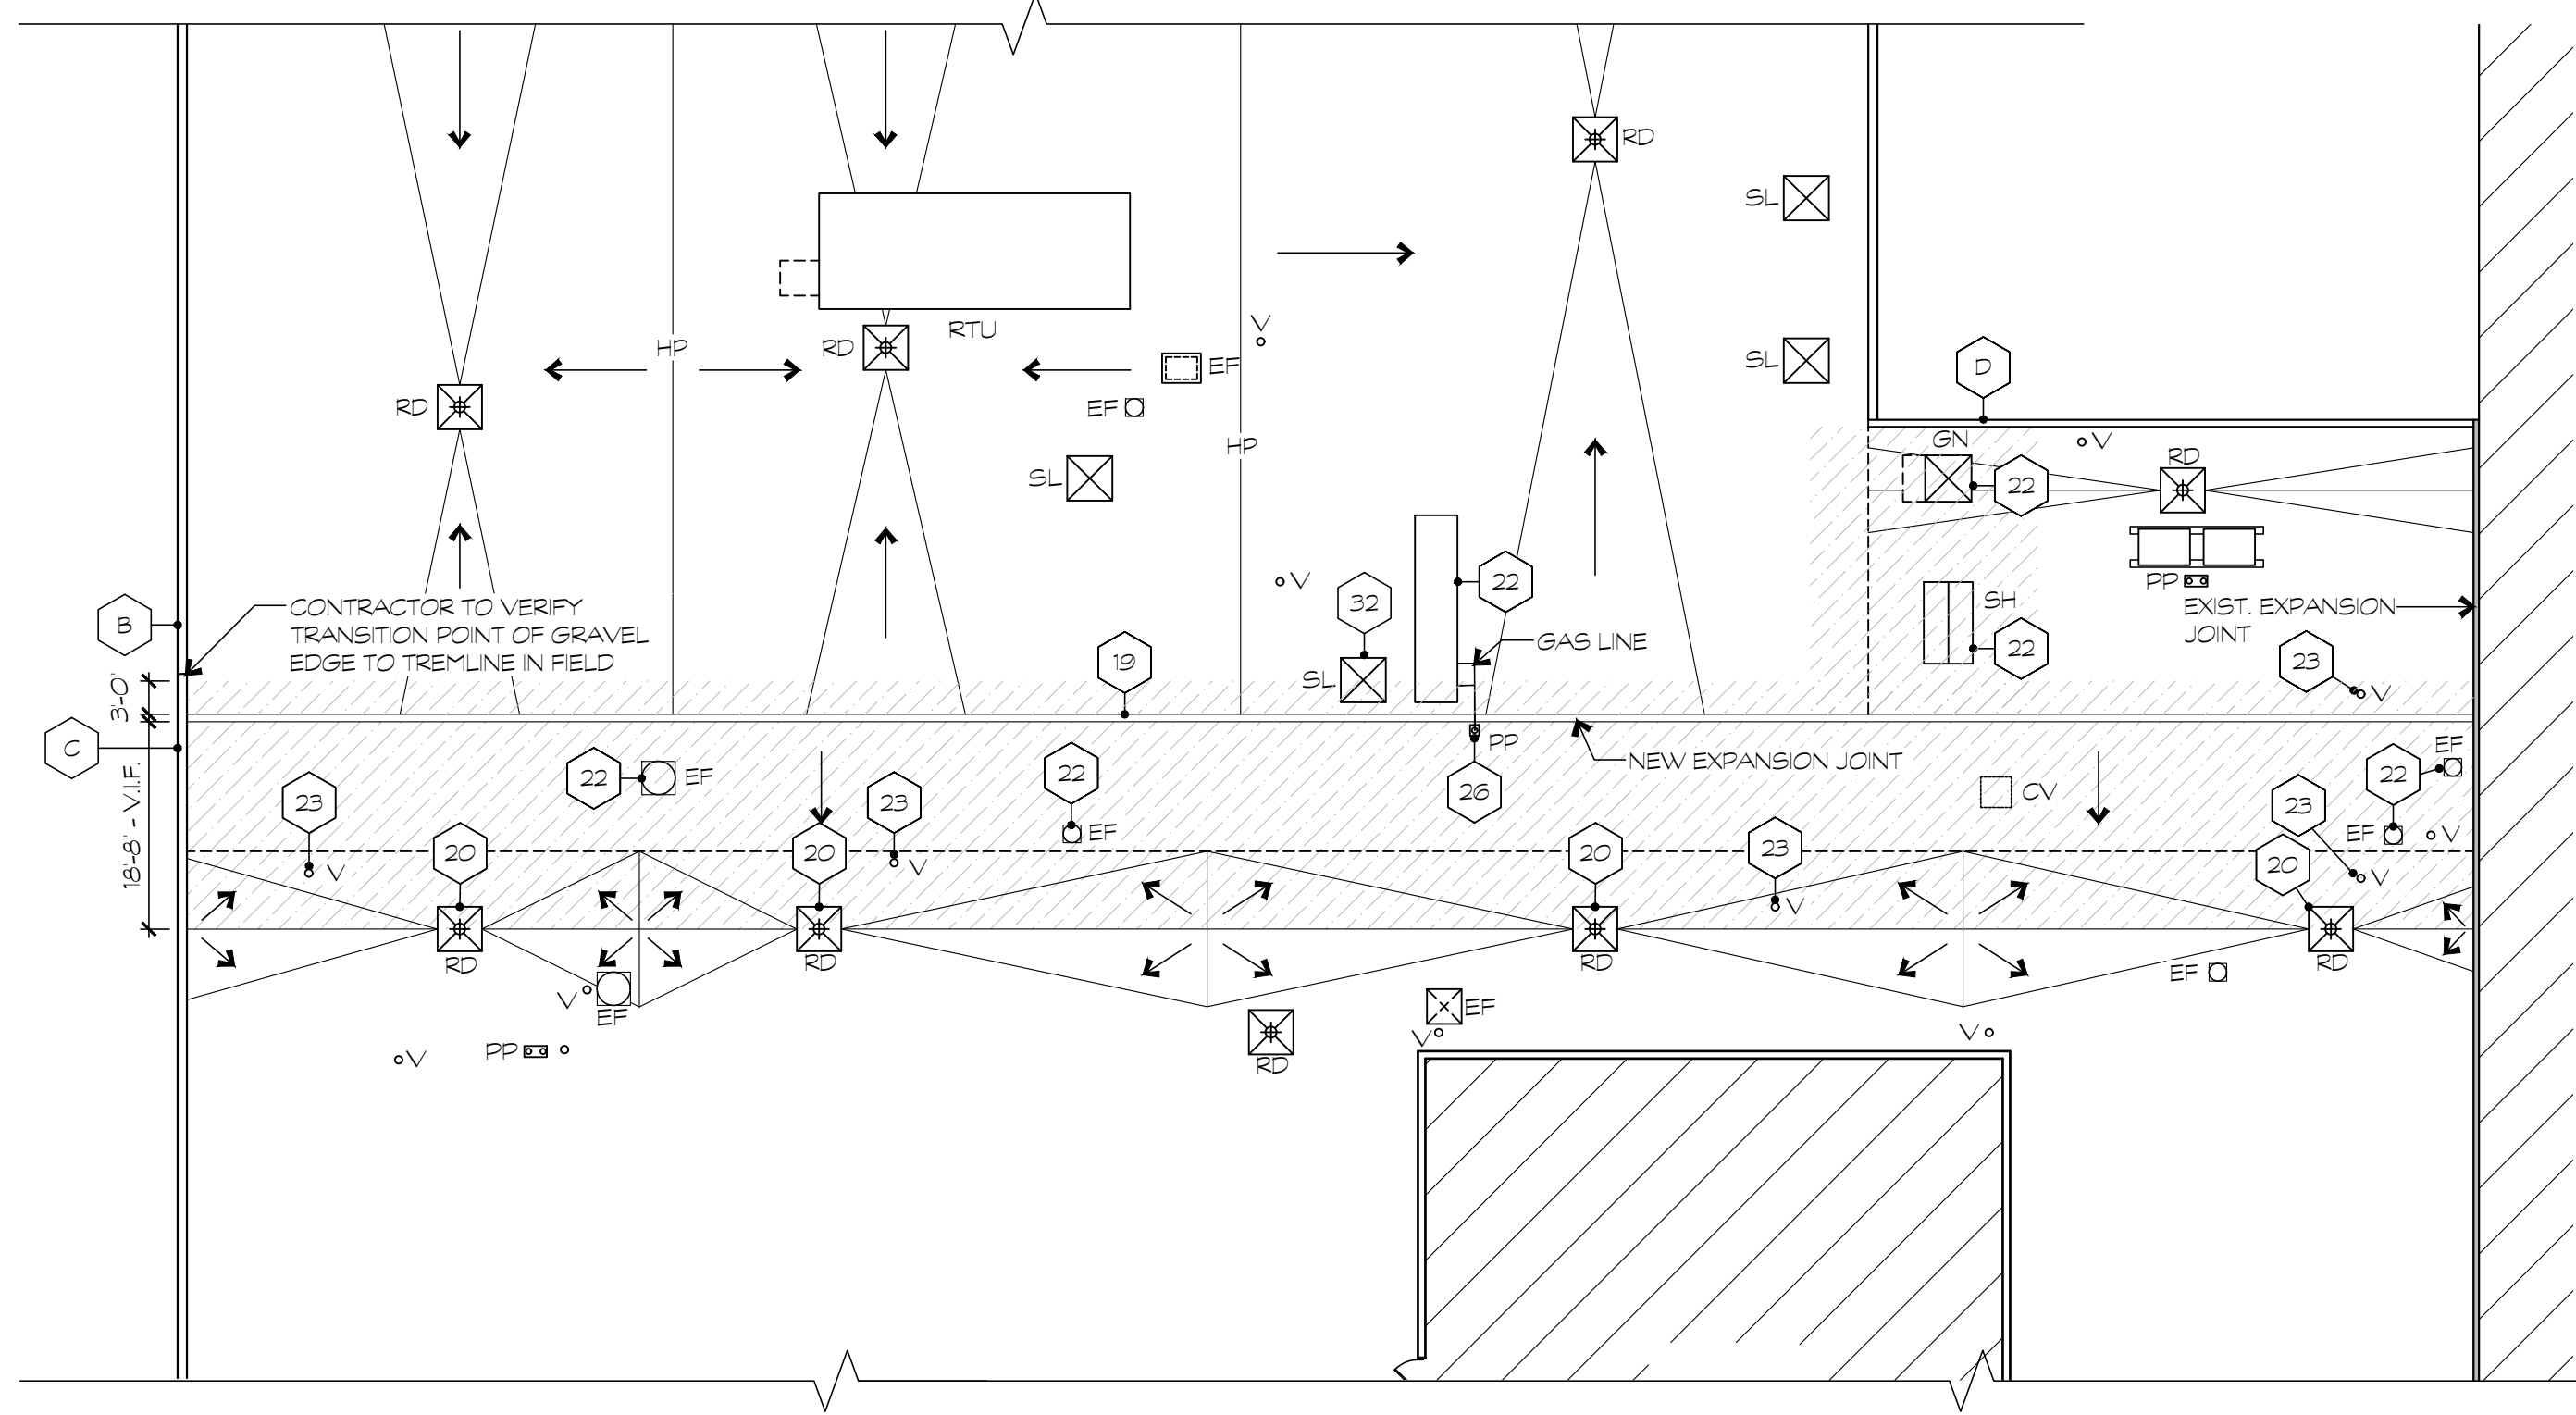 RD
SL
RTU
V
HP
RD
EF
SL
D
RD
EF
HP
GN
V
RD
SL
22
V
22
PP
32
SH
B
CONTRACTOR TO VERIFY
TRANSITION POINT OF GRAVEL
EDGE TO TREMLINE IN FIELD
EXIST. EXPANSION
JOINT
GAS LINE
22
19
23
SL
V
3'-0"
C
PP
NEW EXPANSION JOINT
EF
22
EF
22
22
26
CV
18'-8" - V.I.F.
23
23
23
EF
EF
V
20
20
20
23
20
V
V
V
V
RD
RD
RD
EF
RD
V
EF
EF
V
V
PP
V
RD